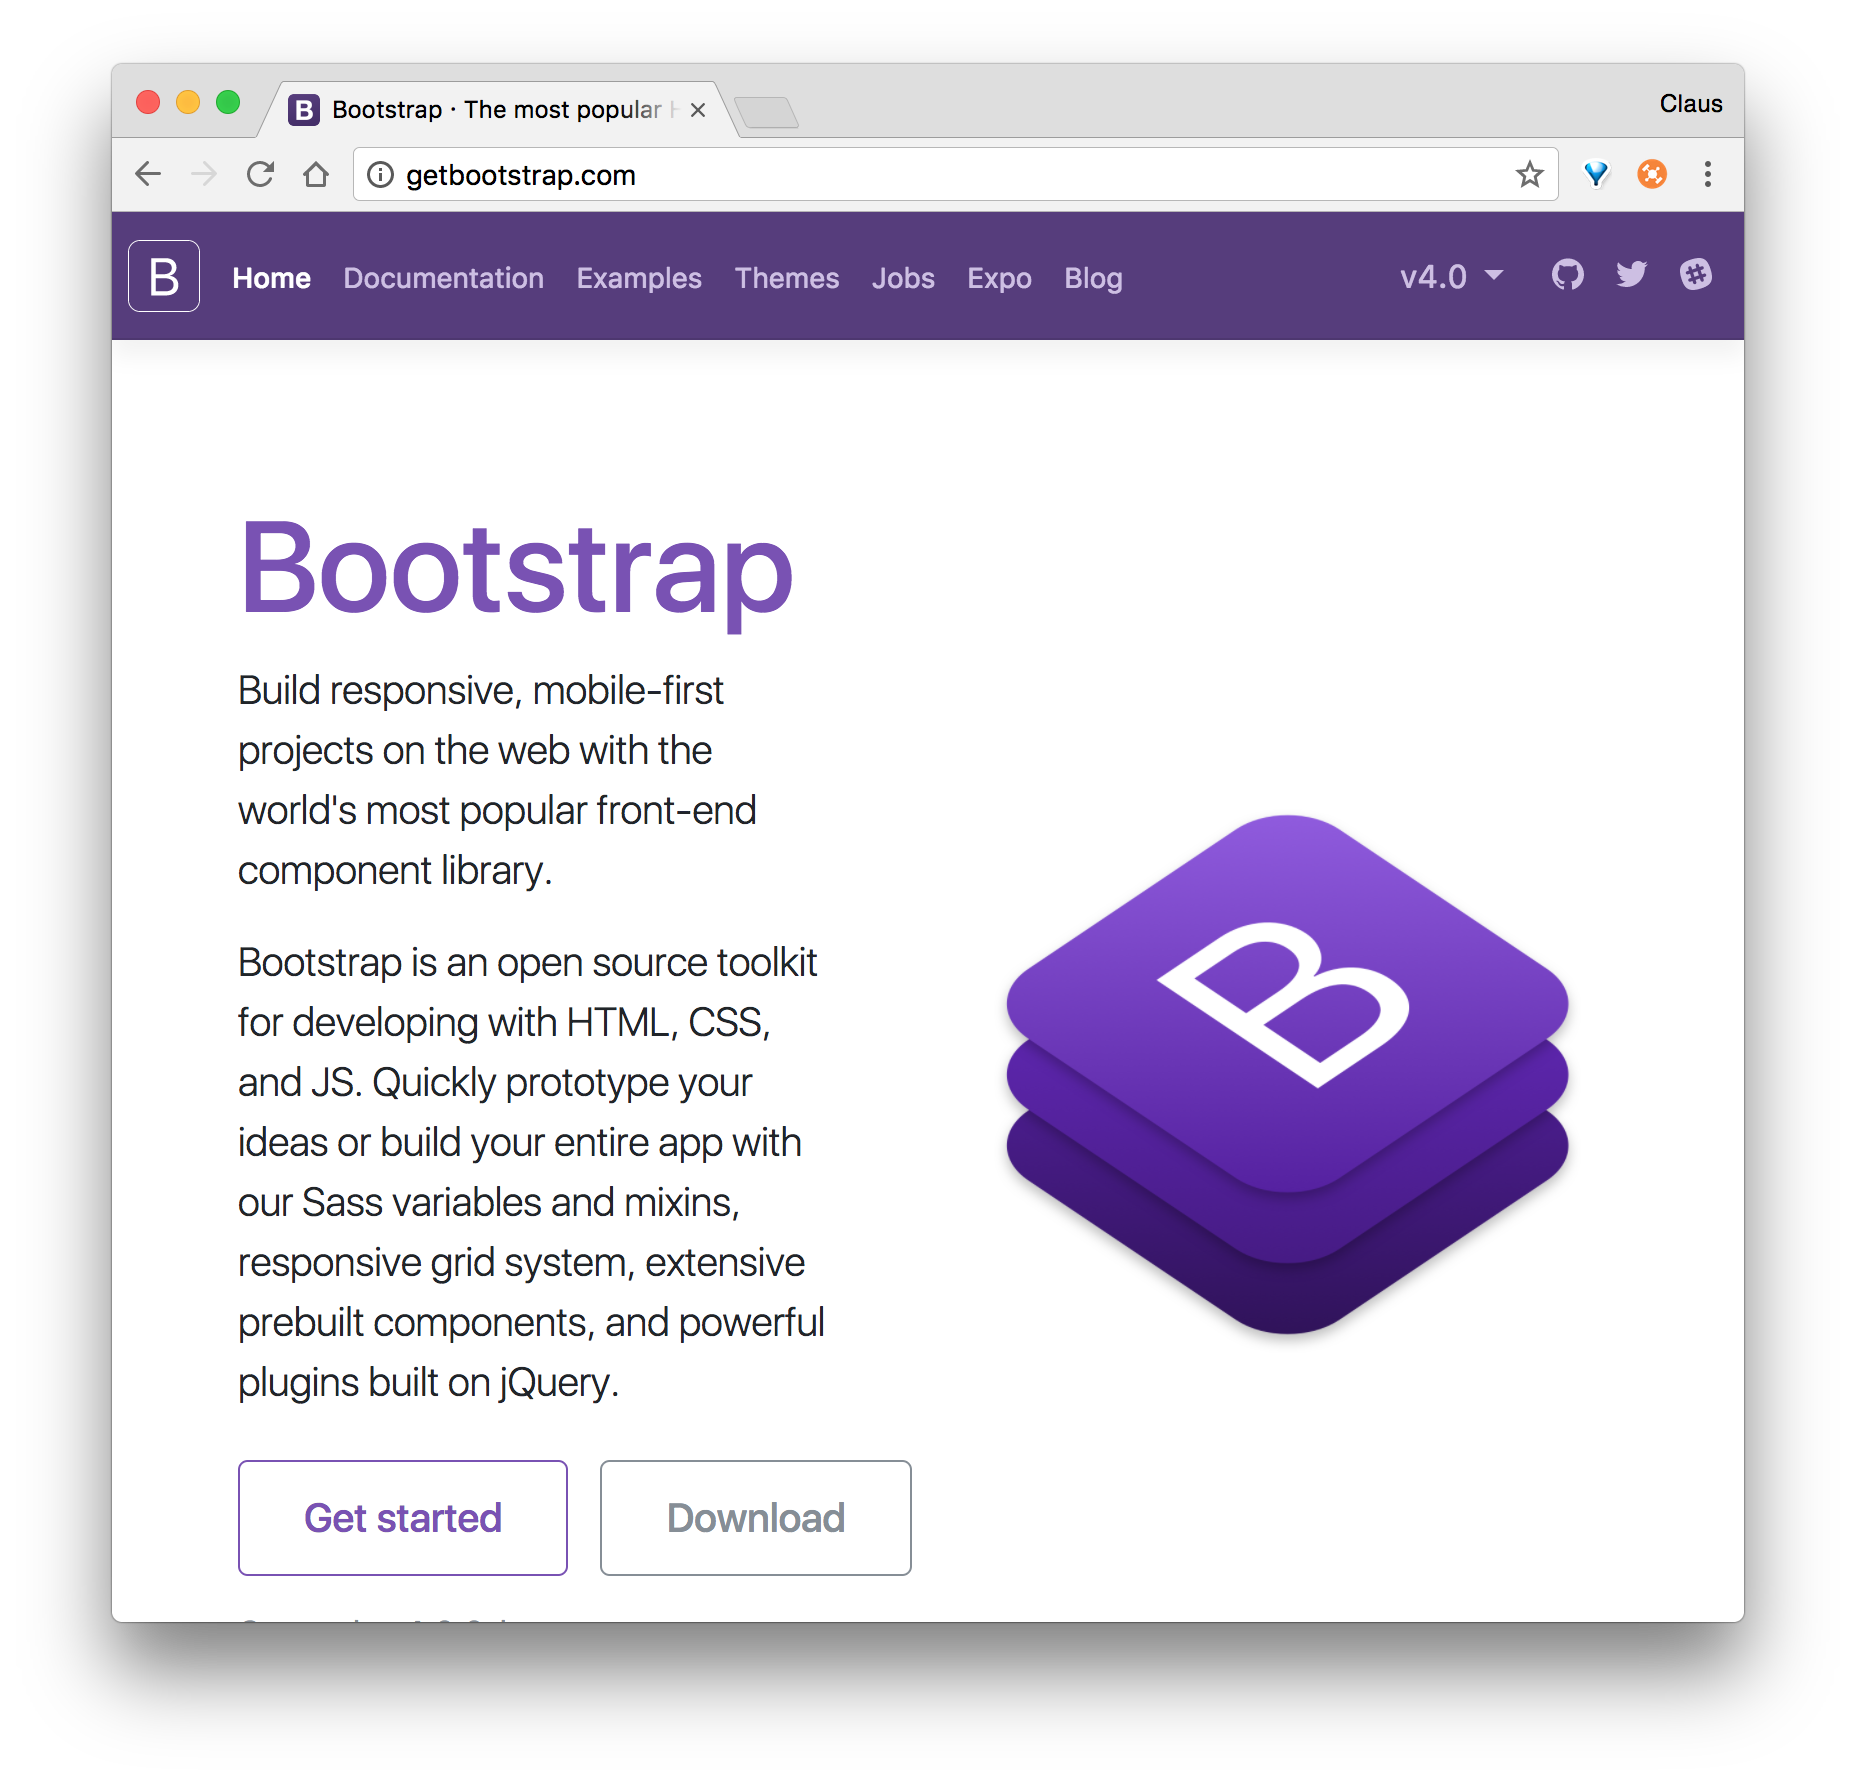 Bootstrap · The most popular
Claus
getbootstrap.com
B Home Documentation Examples Themes Jobs Expo Blog v4.0
Bootstrap
Build responsive, mobile-first
projects on the web with the
world's most popular front-end
component library.
Bootstrap is an open source toolkit
for developing with HTML, CSS,
and JS. Quickly prototype your
ideas or build your entire app with
our Sass variables and mixins,
responsive grid system, extensive
prebuilt components, and powerful
plugins built on jQuery.
B
Get started Download